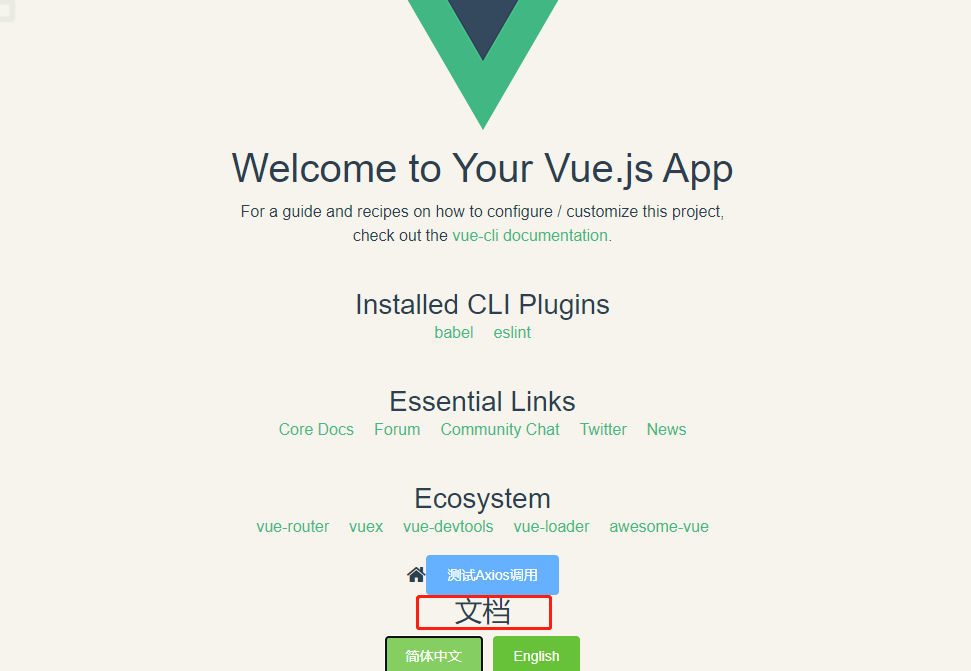 Welcome to Your Vue.js App
For a guide and recipes on how to configure / customize this project,
check out the vue-cli documentation.
Installed CLI Plugins
babel eslint
Essential Links
Core Docs Forum Community Chat Twitter News
Ecosystem
vue-router vuex vue-devtools vue-loader awesome-vue
测试Axios调用
文档
简体中文 English